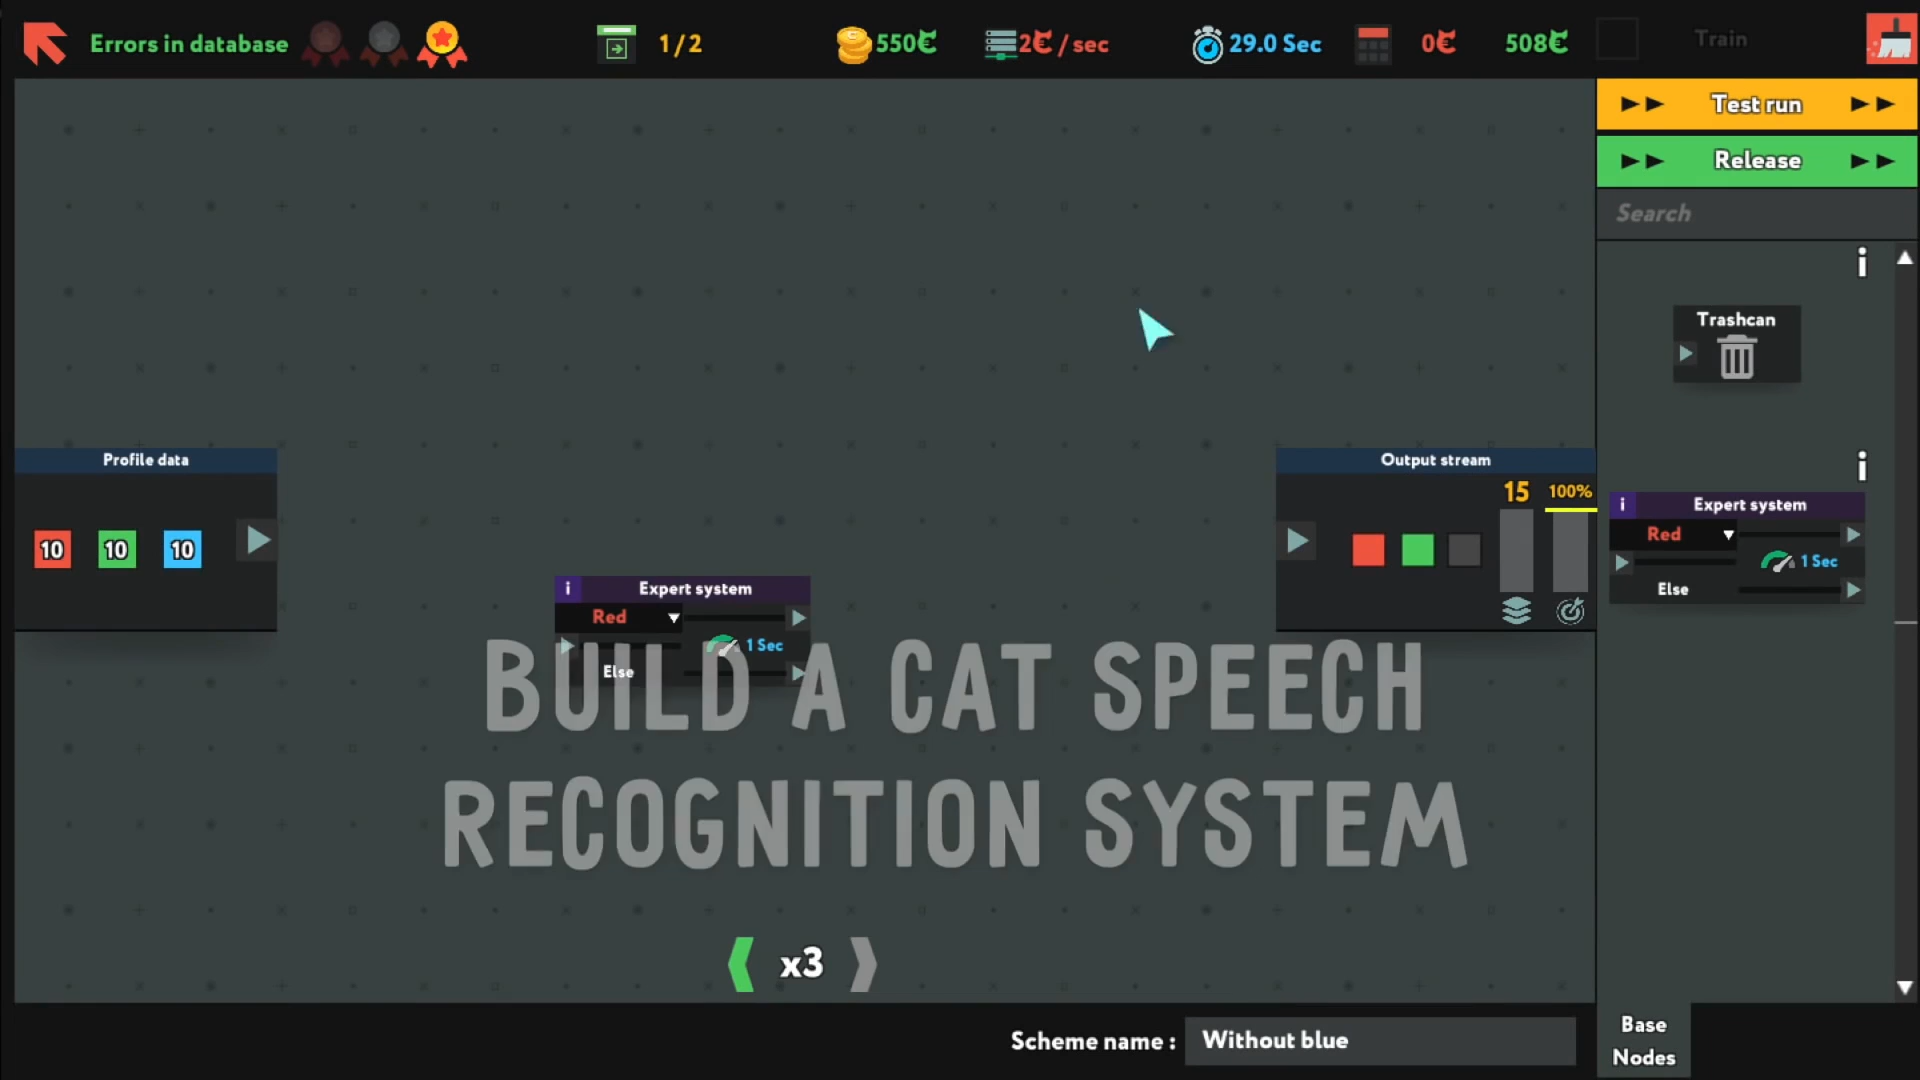 Errors in database
1/2
550€
2€/sec
29.0 Sec
0€
508€
Train
Test run
Release
Search
Trashcan
Profile data
10 10 10
Output stream
15 100%
i Expert system
Red
1 Sec
Else
i Expert system
Red
1 Sec
Else
BUILD A CAT SPEECH
RECOGNITION SYSTEM
x3
Scheme name : Without blue
Base
Nodes